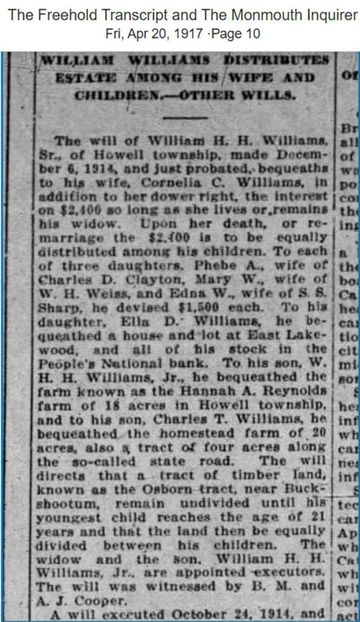 The Freehold Transcript and The Monmouth Inquirer
Fri, Apr 20, 1917 ·Page 10
WILLIAM WILLIAMS DISTRIBUTES
ESTATE AMONG HIS WIFE AND
CHILDREN.—OTHER WILLS.
The will of William H. H. Williams,
Sr., of Howell township, made Decem-
ber 6, 1914, and just probated, bequeaths
to his wife, Cornelia C. Williams, in
addition to her dower right, the interest
on $2,400 so long as she lives or remains
his widow. Upon her death, or re-
marriage the $2,400 is to be equally
distributed among his children. To each
of three daughters, Phebe A., wife of
Charles D. Clayton, Mary W., wife of
W. H. Weiss, and Edna W., wife of S. S.
Sharp, he devised $1,500 each. To his
daughter, Ella D. Williams, he be-
queathed a house and lot at East Lake-
wood, and all of his stock in the
People's National bank. To his son, W.
H. H. Williams, Jr., he bequeathed the
farm known as the Hannah A. Reynolds
farm of 18 acres in Howell township,
and to his son, Charles T. Williams, he
bequeathed the homestead farm of 20
acres, also a tract of four acres along
the so-called state road. The will
directs that a tract of timber land,
known as the Osborn tract, near Buck-
shootum, remain undivided until his
youngest child reaches the age of 21
years and that the land then be equally
divided between his children. The
widow and the son, William H. H.
Williams, Jr., are appointed executors.
The will was witnessed by B. M. and
A. J. Cooper.
A will executed October 24, 1914, and